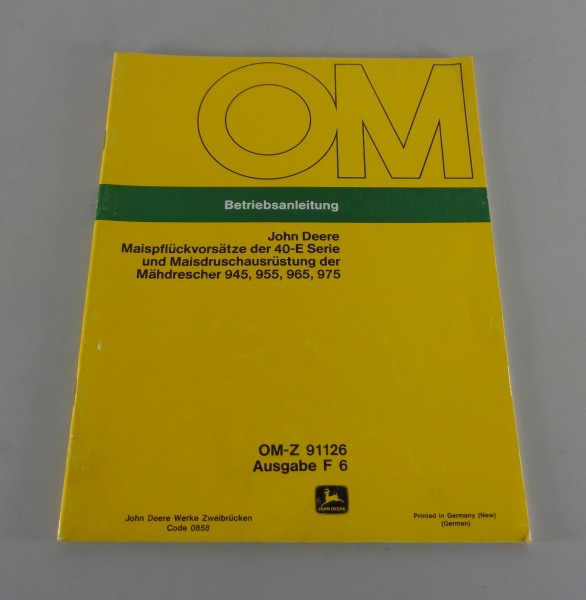 OM
Betriebsanleitung
John Deere
Maispflückvorsätze der 40-E Serie
und Maisdruschausrüstung der
Mähdrescher 945, 955, 965, 975
OM-Z 91126
Ausgabe F 6
JOHN DEERE
John Deere Werke Zweibrücken
Code 0858
Printed in Germany (New)
(German)